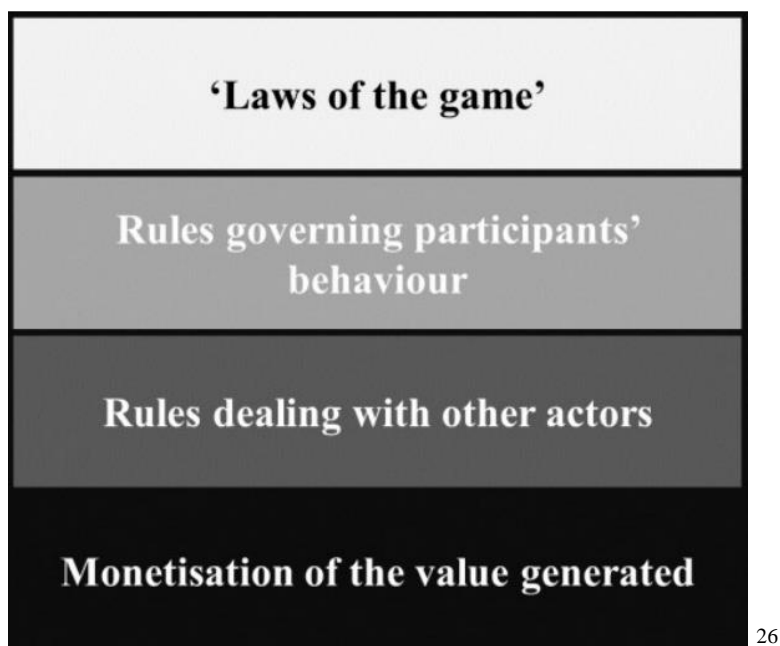 ‘Laws of the game’
Rules governing participants’
behaviour
Rules dealing with other actors
Monetisation of the value generated
26